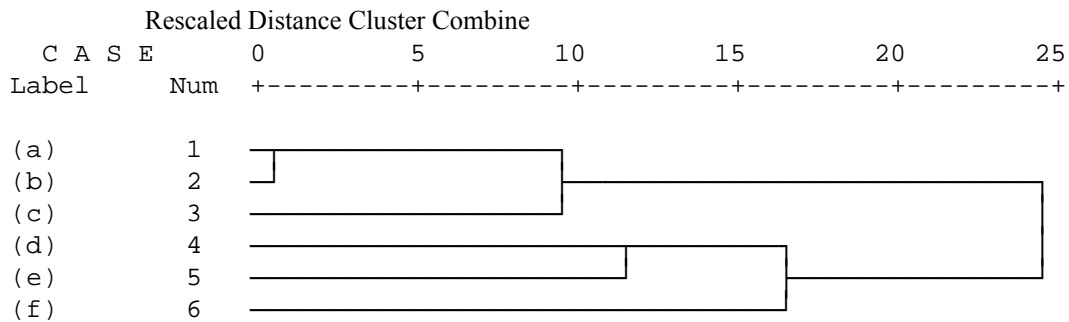 Rescaled Distance Cluster Combine
C A S E 0 5 10 15 20 25
Label Num +---------+---------+---------+---------+---------+
(a) 1
(b) 2
(c) 3
(d) 4
(e) 5
(f) 6